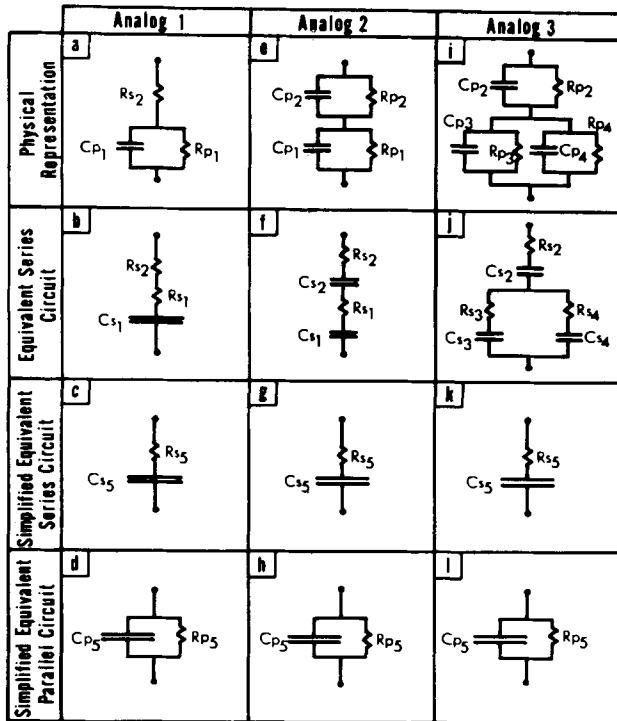 Analog 1 Analog 2 Analog 3
Physical Representation
a
Rs2
Cp1 Rp1
e
Cp2 Rp2
Cp1 Rp1
i
Cp2 Rp2
Cp3 Rp3 Cp4 Rp4
Equivalent Series Circuit
b
Rs2
Rs1
Cs1
f
Rs2
Cs2
Rs1
Cs1
j
Rs2
Cs2
Rs3 Rs4
Cs3 Cs4
Simplified Equivalent Series Circuit
c
Rs5
Cs5
g
Rs5
Cs5
k
Rs5
Cs5
Simplified Equivalent Parallel Circuit
d
Cp5 Rp5
h
Cp5 Rp5
l
Cp5 Rp5